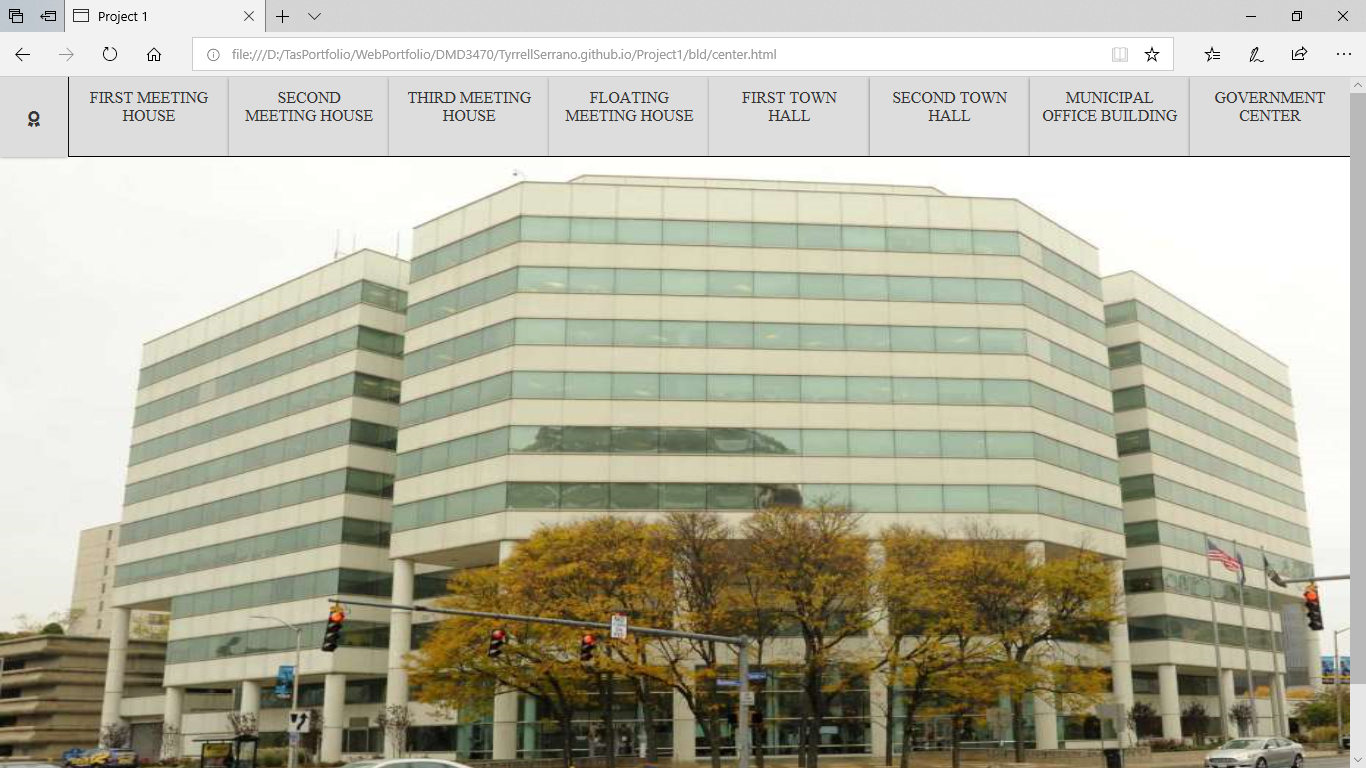 Project 1
file:///D:/TasPortfolio/WebPortfolio/DMD3470/TyrrellSerrano.github.io/Project1/bld/center.html
FIRST MEETING
HOUSE
SECOND
MEETING HOUSE
THIRD MEETING
HOUSE
FLOATING
MEETING HOUSE
FIRST TOWN
HALL
SECOND TOWN
HALL
MUNICIPAL
OFFICE BUILDING
GOVERNMENT
CENTER